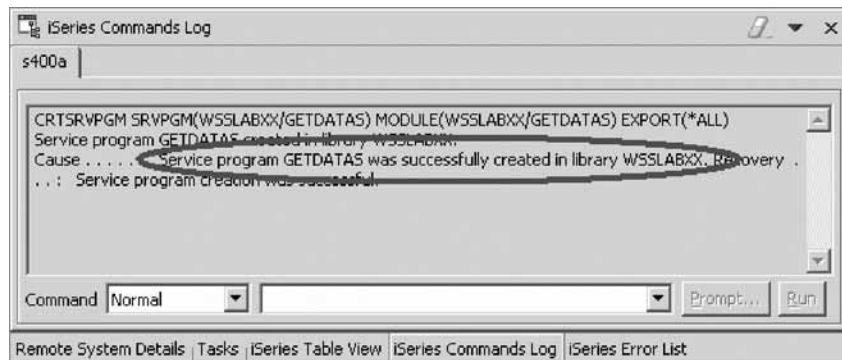 iSeries Commands Log
s400a
CRTSRVPGM SRVPGM(WSSLABXX/GETDATAS) MODULE(WSSLABXX/GETDATAS) EXPORT(*ALL)
Service program GETDATAS created in library WSSLABXX.
Cause . . . . . : Service program GETDATAS was successfully created in library WSSLABXX. Recovery .
. . : Service program creation was successful.
Command Normal Prompt... Run
Remote System Details Tasks iSeries Table View iSeries Commands Log iSeries Error List